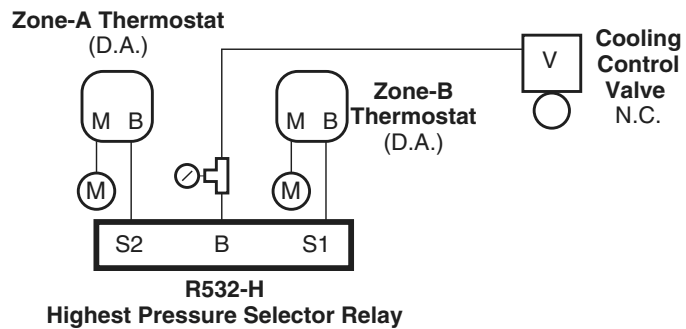 Zone-A Thermostat
(D.A.)
M B
M
Zone-B
Thermostat
(D.A.)
M B
M
V
Cooling
Control
Valve
N.C.
S2 B S1
R532-H
Highest Pressure Selector Relay